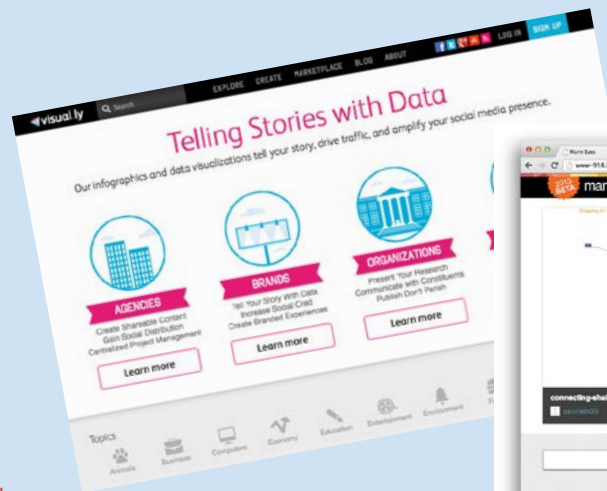 visual.ly
Search
EXPLORE CREATE MARKETPLACE BLOG ABOUT
LOG IN
SIGN UP
Telling Stories with Data
Our infographics and data visualizations tell your story, drive traffic, and amplify your social media presence.
AGENCIES
Create Shareable Content
Gain Social Distribution
Centralized Project Management
Learn more
BRANDS
Tell Your Story With Data
Increase Social Cred
Create Branded Experiences
Learn more
ORGANIZATIONS
Present Your Research
Communicate with Constituents
Publish Don't Perish
Learn more
Topics
Animals
Business
Computers
Economy
Education
Entertainment
Environment
Many Eyes
2013
BETA